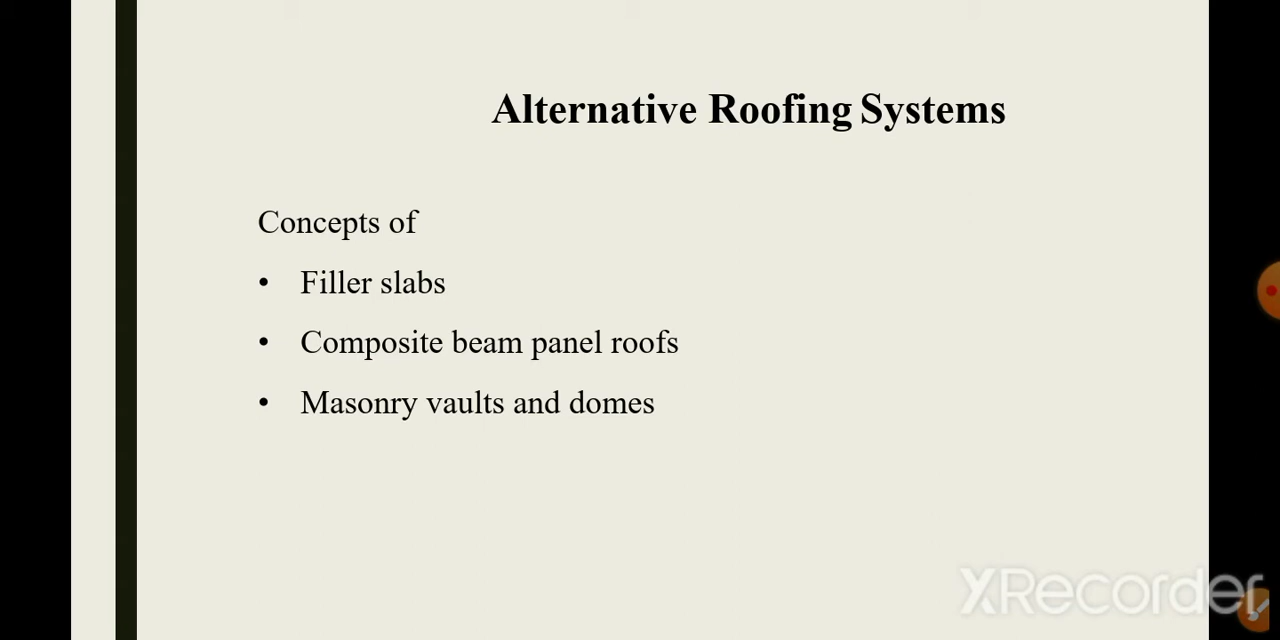 Alternative Roofing Systems
Concepts of
• Filler slabs
• Composite beam panel roofs
• Masonry vaults and domes
XRecorder